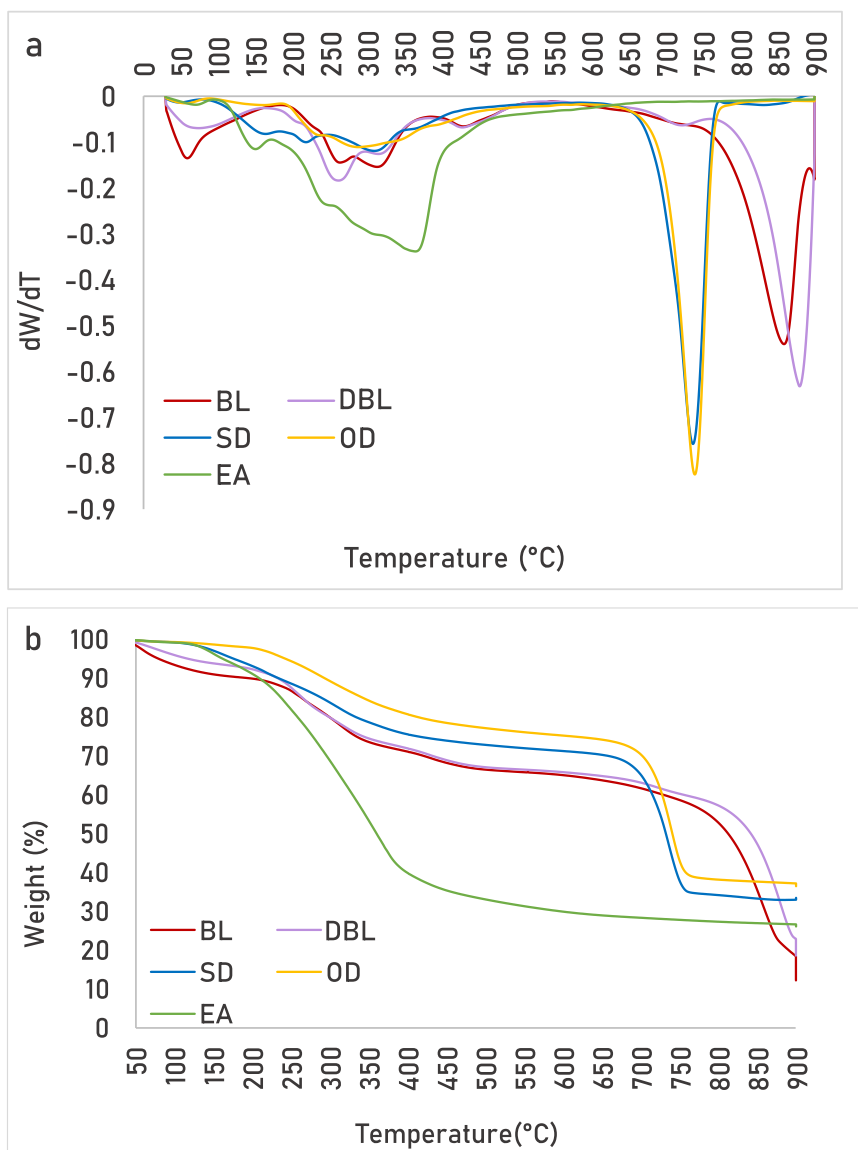 a
0 50 100 150 200 250 300 350 400 450 500 550 600 650 700 750 800 850 900
0
-0.1
-0.2
-0.3
-0.4
-0.5
-0.6
-0.7
-0.8
-0.9
dW/dT
BL DBL
SD OD
EA
Temperature (°C)
b
100
90
80
70
60
50
40
30
20
10
0
Weight (%)
BL DBL
SD OD
EA
50 100 150 200 250 300 350 400 450 500 550 600 650 700 750 800 850 900
Temperature(°C)